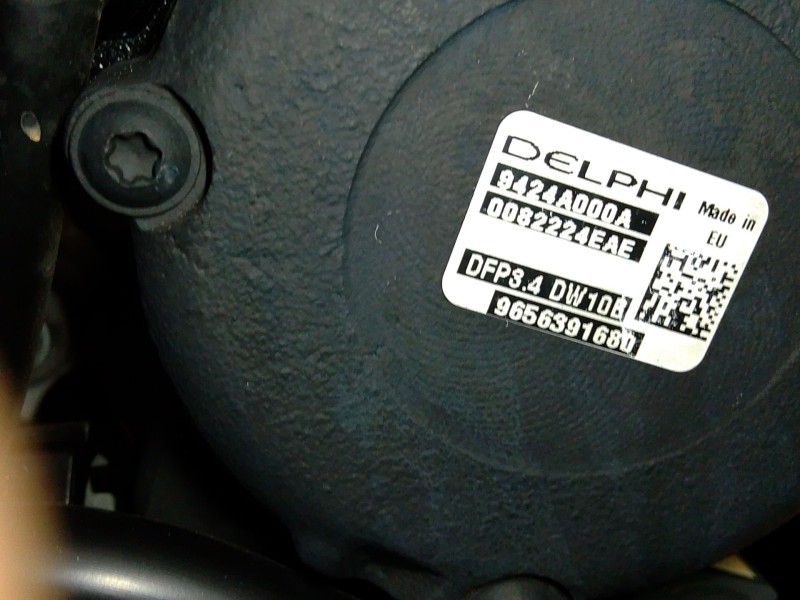 DELPHI
9424A000A
0082224EAE
Made in
EU
DFP3.4 DW10B
9656391680